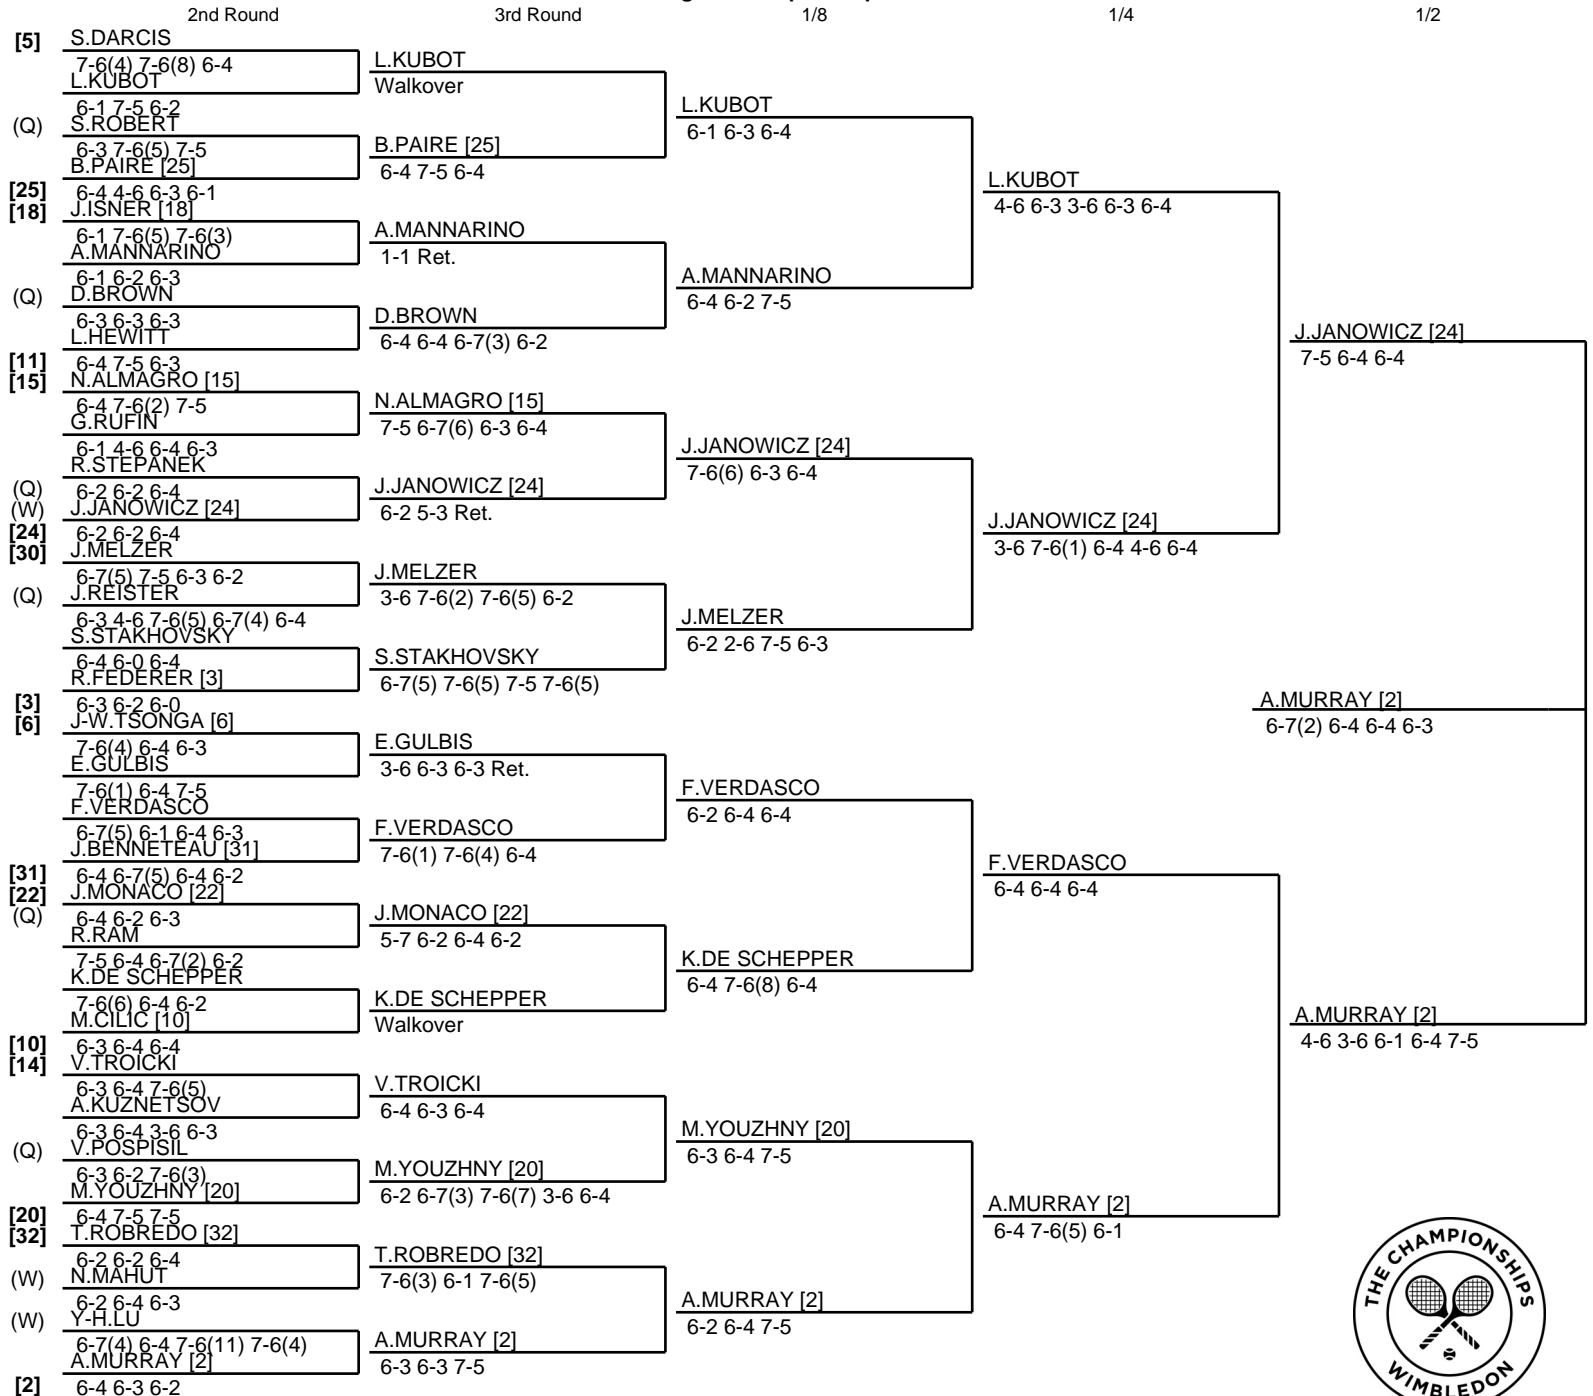 2nd Round
3rd Round
1/8
1/4
1/2
[5]
S.DARCIS
7-6(4) 7-6(8) 6-4
L.KUBOT
6-1 7-5 6-2
(Q)
S.ROBERT
6-3 7-6(5) 7-5
B.PAIRE [25]
[25]
6-4 4-6 6-3 6-1
[18]
J.ISNER [18]
6-1 7-6(5) 7-6(3)
A.MANNARINO
6-1 6-2 6-3
(Q)
D.BROWN
6-3 6-3 6-3
L.HEWITT
[11]
6-4 7-5 6-3
[15]
N.ALMAGRO [15]
6-4 7-6(2) 7-5
G.RUFIN
6-1 4-6 6-4 6-3
R.STEPANEK
(Q)
6-2 6-2 6-4
(W)
J.JANOWICZ [24]
[24]
6-2 6-2 6-4
[30]
J.MELZER
6-7(5) 7-5 6-3 6-2
(Q)
J.REISTER
6-3 4-6 7-6(5) 6-7(4) 6-4
S.STAKHOVSKY
6-4 6-0 6-4
R.FEDERER [3]
[3]
6-3 6-2 6-0
[6]
J-W.TSONGA [6]
7-6(4) 6-4 6-3
E.GULBIS
7-6(1) 6-4 7-5
F.VERDASCO
6-7(5) 6-1 6-4 6-3
J.BENNETEAU [31]
[31]
6-4 6-7(5) 6-4 6-2
[22]
J.MONACO [22]
(Q)
6-4 6-2 6-3
R.RAM
7-5 6-4 6-7(2) 6-2
K.DE SCHEPPER
7-6(6) 6-4 6-2
M.CILIC [10]
[10]
6-3 6-4 6-4
[14]
V.TROICKI
6-3 6-4 7-6(5)
A.KUZNETSOV
6-3 6-4 3-6 6-3
(Q)
V.POSPISIL
6-3 6-2 7-6(3)
M.YOUZHNY [20]
[20]
6-4 7-5 7-5
[32]
T.ROBREDO [32]
6-2 6-2 6-4
(W)
N.MAHUT
6-2 6-4 6-3
(W)
Y-H.LU
6-7(4) 6-4 7-6(11) 7-6(4)
A.MURRAY [2]
[2]
6-4 6-3 6-2
L.KUBOT
Walkover
B.PAIRE [25]
6-4 7-5 6-4
A.MANNARINO
1-1 Ret.
D.BROWN
6-4 6-4 6-7(3) 6-2
N.ALMAGRO [15]
7-5 6-7(6) 6-3 6-4
J.JANOWICZ [24]
6-2 5-3 Ret.
J.MELZER
3-6 7-6(2) 7-6(5) 6-2
S.STAKHOVSKY
6-7(5) 7-6(5) 7-5 7-6(5)
E.GULBIS
3-6 6-3 6-3 Ret.
F.VERDASCO
7-6(1) 7-6(4) 6-4
J.MONACO [22]
5-7 6-2 6-4 6-2
K.DE SCHEPPER
Walkover
V.TROICKI
6-4 6-3 6-4
M.YOUZHNY [20]
6-2 6-7(3) 7-6(7) 3-6 6-4
T.ROBREDO [32]
7-6(3) 6-1 7-6(5)
A.MURRAY [2]
6-3 6-3 7-5
L.KUBOT
6-1 6-3 6-4
A.MANNARINO
6-4 6-2 7-5
J.JANOWICZ [24]
7-6(6) 6-3 6-4
J.MELZER
6-2 2-6 7-5 6-3
F.VERDASCO
6-2 6-4 6-4
K.DE SCHEPPER
6-4 7-6(8) 6-4
M.YOUZHNY [20]
6-3 6-4 7-5
A.MURRAY [2]
6-2 6-4 7-5
L.KUBOT
4-6 6-3 3-6 6-3 6-4
J.JANOWICZ [24]
3-6 7-6(1) 6-4 4-6 6-4
F.VERDASCO
6-4 6-4 6-4
A.MURRAY [2]
6-4 7-6(5) 6-1
J.JANOWICZ [24]
7-5 6-4 6-4
A.MURRAY [2]
6-7(2) 6-4 6-4 6-3
A.MURRAY [2]
4-6 3-6 6-1 6-4 7-5
THE CHAMPIONSHIPS
WIMBLEDON